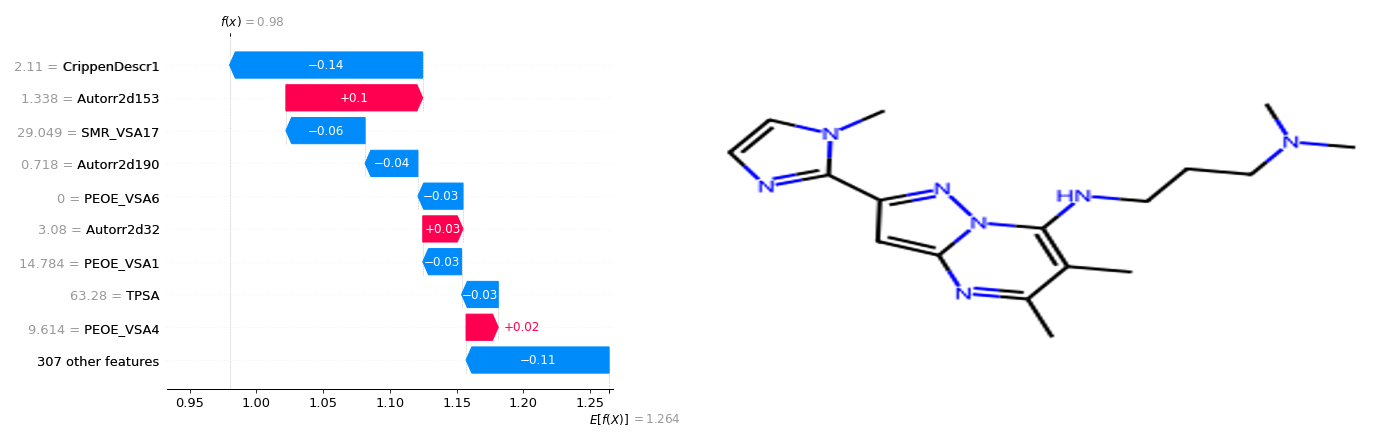 f(x) = 0.98
2.11 = CrippenDescr1
−0.14
1.338 = Autorr2d153
+0.1
29.049 = SMR_VSA17
−0.06
0.718 = Autorr2d190
−0.04
0 = PEOE_VSA6
−0.03
3.08 = Autorr2d32
+0.03
14.784 = PEOE_VSA1
−0.03
63.28 = TPSA
−0.03
9.614 = PEOE_VSA4
+0.02
307 other features
−0.11
0.95 1.00 1.05 1.10 1.15 1.20 1.25
E[f(X)] = 1.264
N
N
N
N
N
HN
N